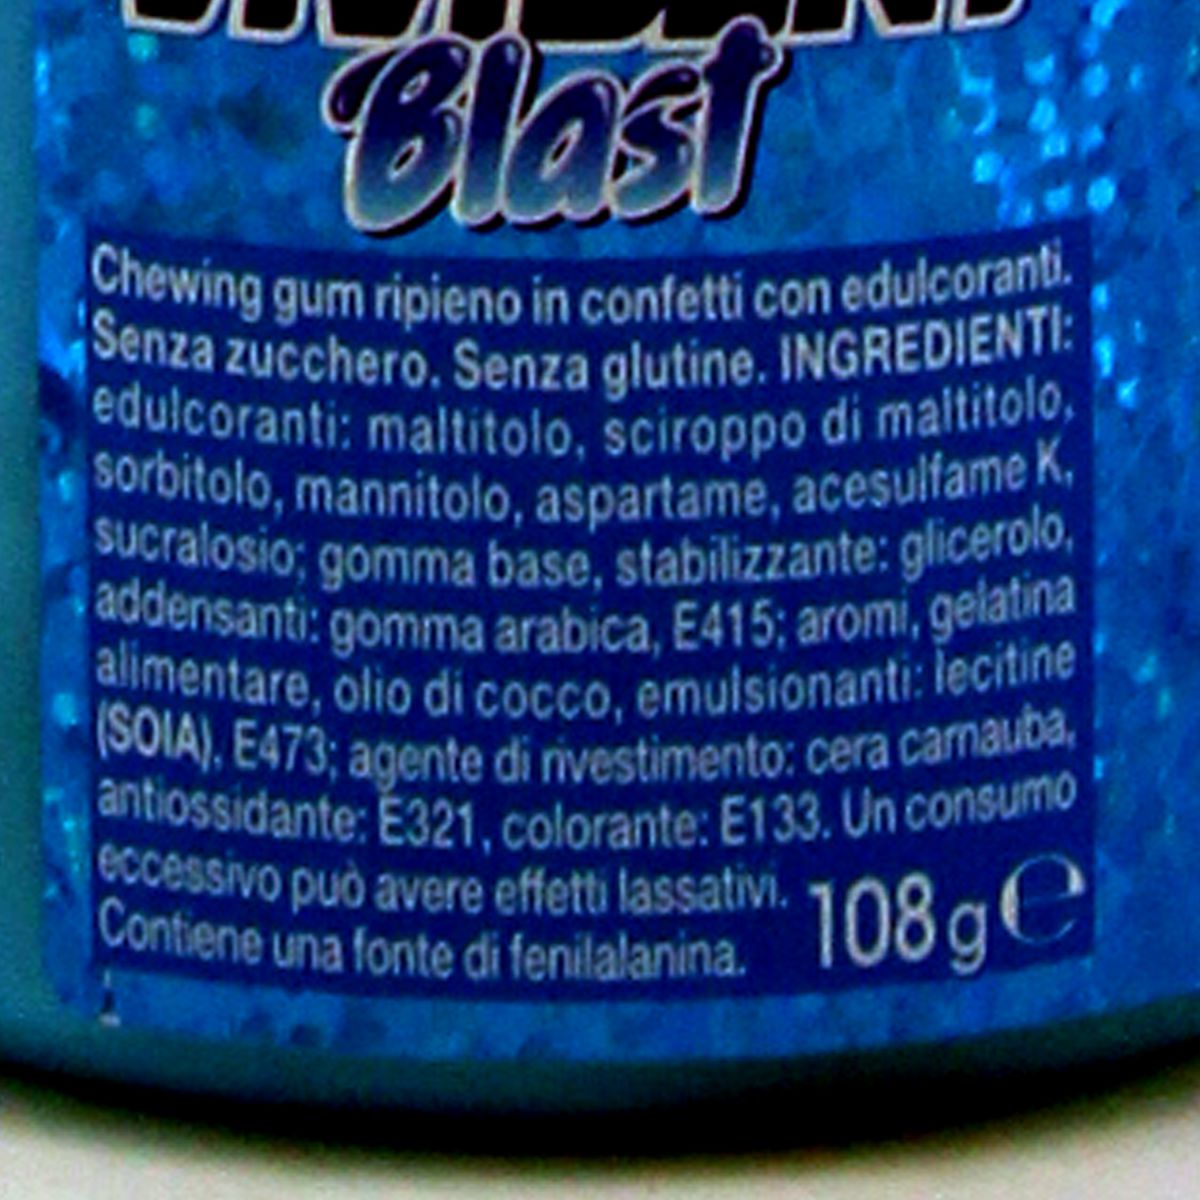 Blast
Chewing gum ripieno in confetti con edulcoranti.
Senza zucchero. Senza glutine. INGREDIENTI:
edulcoranti: maltitolo, sciroppo di maltitolo,
sorbitolo, mannitolo, aspartame, acesulfame K,
sucralosio; gomma base, stabilizzante: glicerolo,
addensanti: gomma arabica, E415; aromi, gelatina
alimentare, olio di cocco, emulsionanti: lecitine
(SOIA), E473; agente di rivestimento: cera carnauba,
antiossidante: E321, colorante: E133. Un consumo
eccessivo può avere effetti lassativi.
Contiene una fonte di fenilalanina. 108 g ℮